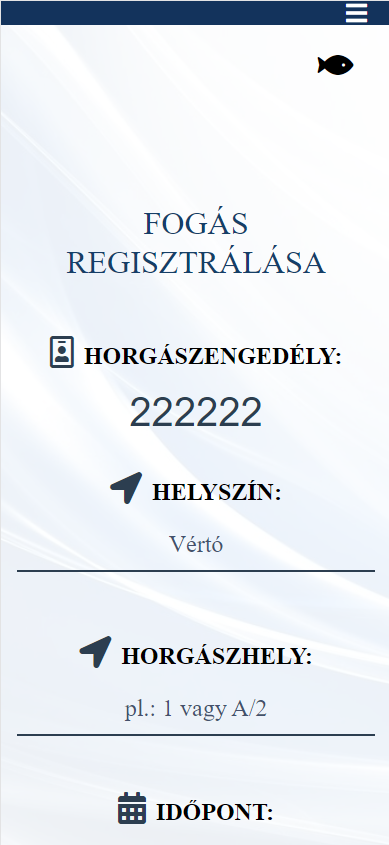 FOGÁS
REGISZTRÁLÁSA
HORGÁSZENGEDÉLY:
222222
HELYSZÍN:
Vértó
HORGÁSZHELY:
pl.: 1 vagy A/2
IDŐPONT: